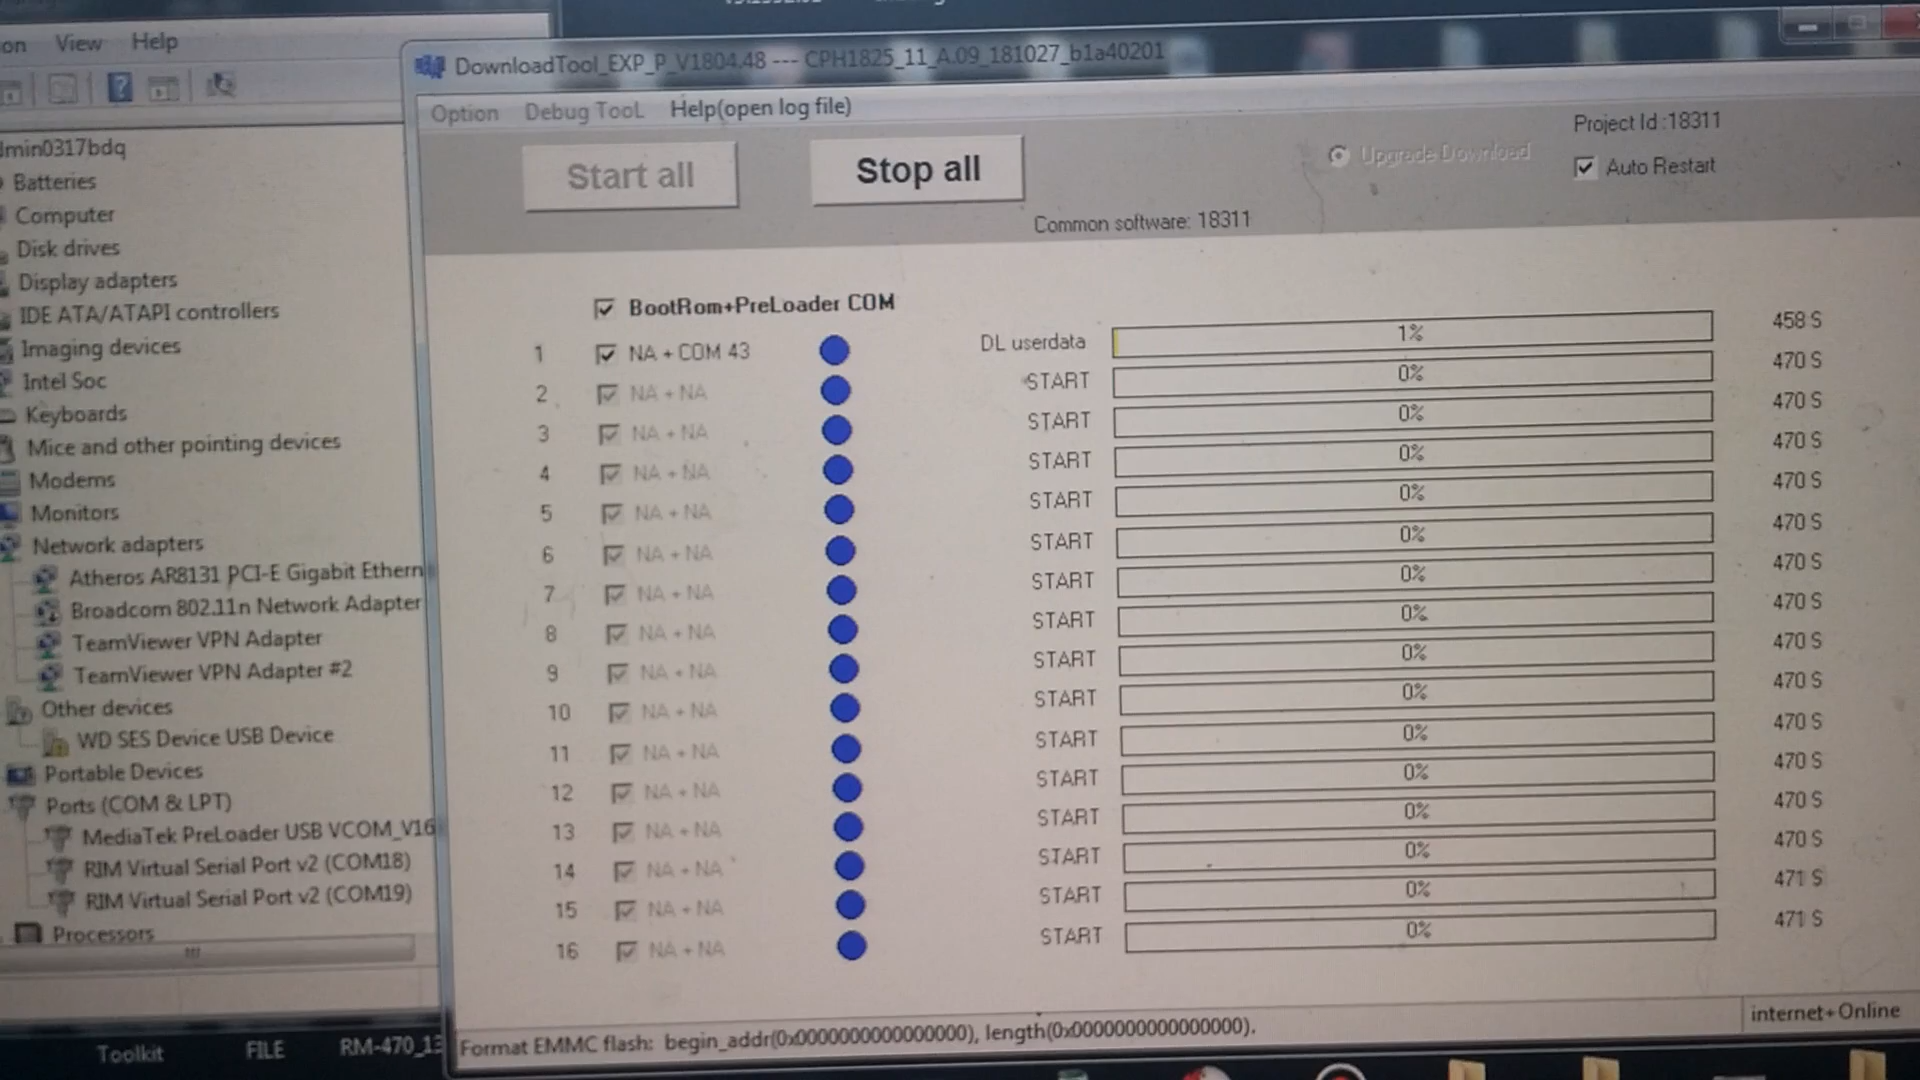 View Help
min0317bdq
Batteries
Computer
Disk drives
Display adapters
IDE ATA/ATAPI controllers
Imaging devices
Intel Soc
Keyboards
Mice and other pointing devices
Modems
Monitors
Network adapters
Atheros AR8131 PCI-E Gigabit Ethern
Broadcom 802.11n Network Adapter
TeamViewer VPN Adapter
TeamViewer VPN Adapter #2
Other devices
WD SES Device USB Device
Portable Devices
Ports (COM & LPT)
MediaTek PreLoader USB VCOM_V16
RIM Virtual Serial Port v2 (COM18)
RIM Virtual Serial Port v2 (COM19)
Processors
Toolkit FILE RM-470_13
DownloadTool_EXP_P_V1804.48 --- CPH1825_11_A.09_181027_b1a40201
Option Debug TooL Help(open log file)
Start all Stop all Upgrade Download Project Id :18311
Auto Restart
Common software: 18311
BootRom+PreLoader COM
1 NA + COM 43 DL userdata 1% 458 S
2 NA + NA START 0% 470 S
3 NA + NA START 0% 470 S
4 NA + NA START 0% 470 S
5 NA + NA START 0% 470 S
6 NA + NA START 0% 470 S
7 NA + NA START 0% 470 S
8 NA + NA START 0% 470 S
9 NA + NA START 0% 470 S
10 NA + NA START 0% 470 S
11 NA + NA START 0% 470 S
12 NA + NA START 0% 470 S
13 NA + NA START 0% 470 S
14 NA + NA START 0% 470 S
15 NA + NA START 0% 471 S
16 NA + NA START 0% 471 S
Format EMMC flash: begin_addr(0x0000000000000000), length(0x0000000000000000).
internet+Online